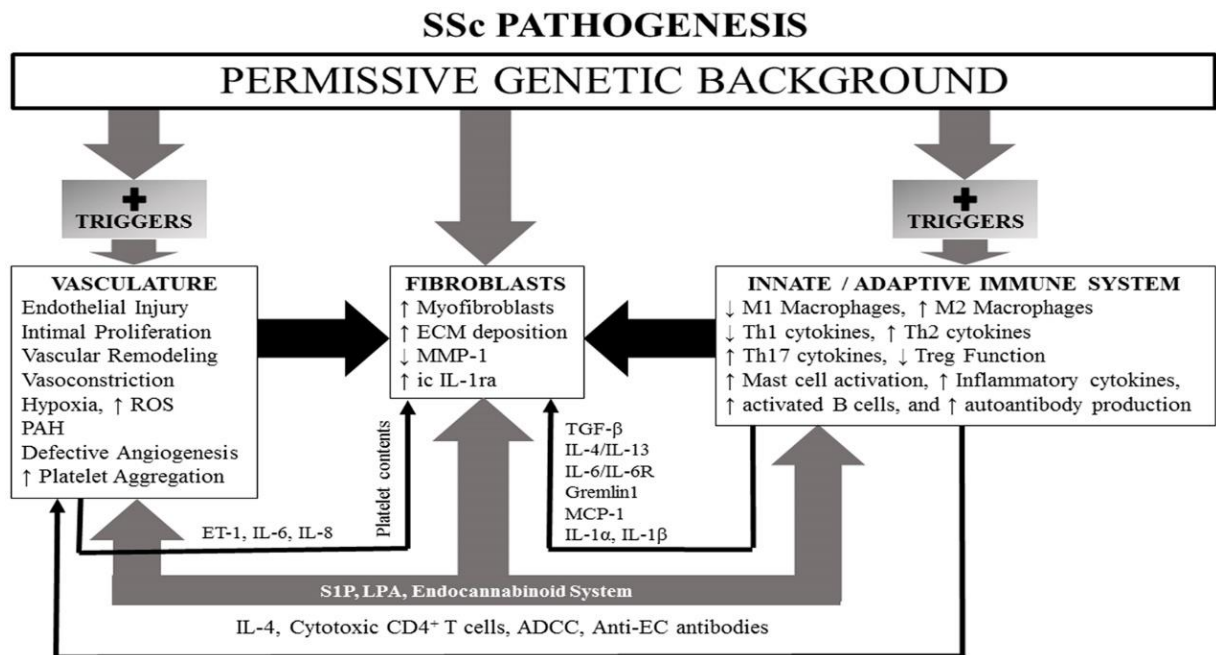 SSc PATHOGENESIS
PERMISSIVE GENETIC BACKGROUND
+
TRIGGERS
+
TRIGGERS
VASCULATURE
Endothelial Injury
Intimal Proliferation
Vascular Remodeling
Vasoconstriction
Hypoxia, ↑ ROS
PAH
Defective Angiogenesis
↑ Platelet Aggregation
FIBROBLASTS
↑ Myofibroblasts
↑ ECM deposition
↓ MMP-1
↑ ic IL-1ra
INNATE / ADAPTIVE IMMUNE SYSTEM
↓ M1 Macrophages, ↑ M2 Macrophages
↓ Th1 cytokines, ↑ Th2 cytokines
↑ Th17 cytokines, ↓ Treg Function
↑ Mast cell activation, ↑ Inflammatory cytokines,
↑ activated B cells, and ↑ autoantibody production
ET-1, IL-6, IL-8
Platelet contents
TGF-β
IL-4/IL-13
IL-6/IL-6R
Gremlin1
MCP-1
IL-1α, IL-1β
S1P, LPA, Endocannabinoid System
IL-4, Cytotoxic CD4⁺ T cells, ADCC, Anti-EC antibodies